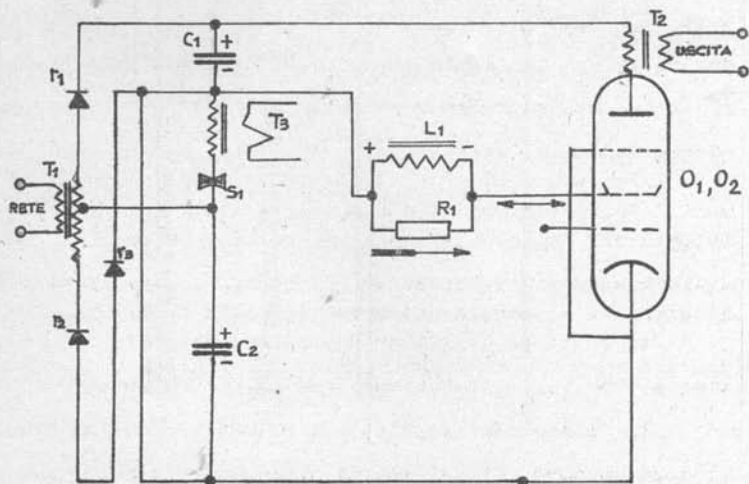 T2
C1 + -
USCITA
r1
T3
L1
+ -
T1
S1
O1, O2
RETE
R1
r3
r2
+
C2
-